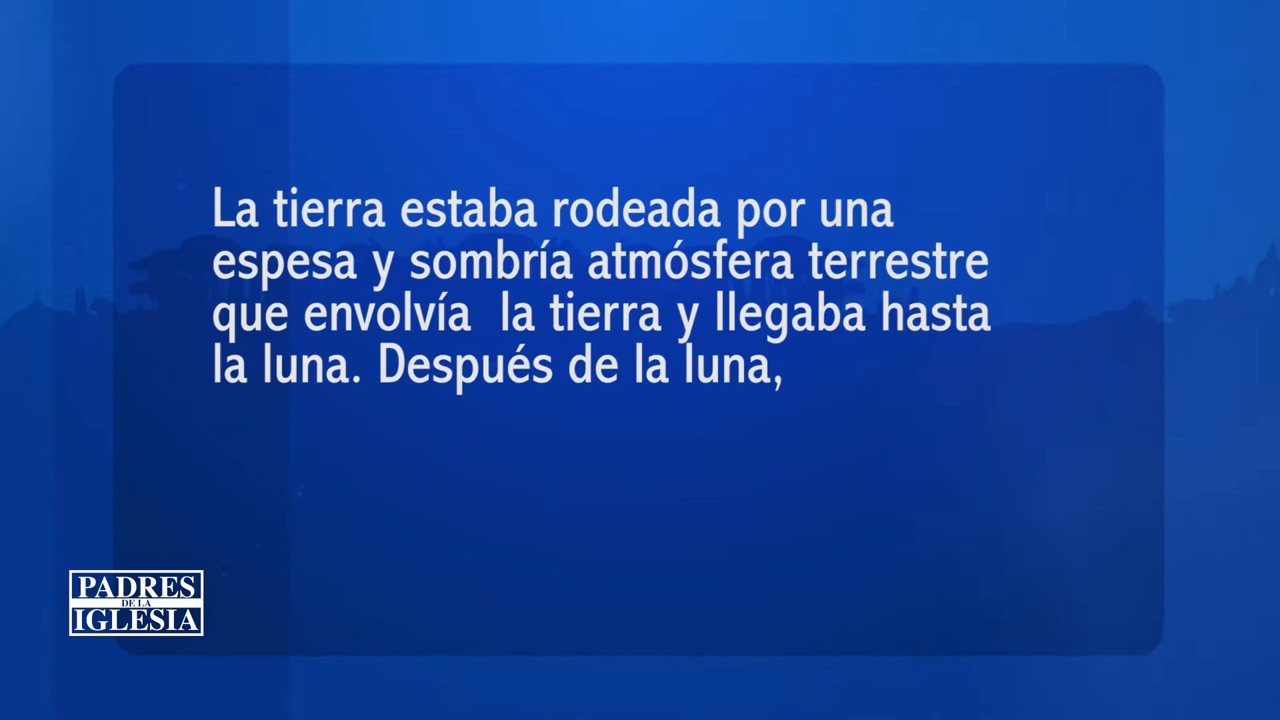 La tierra estaba rodeada por una
espesa y sombría atmósfera terrestre
que envolvía  la tierra y llegaba hasta
la luna. Después de la luna,
PADRES
DE LA
IGLESIA